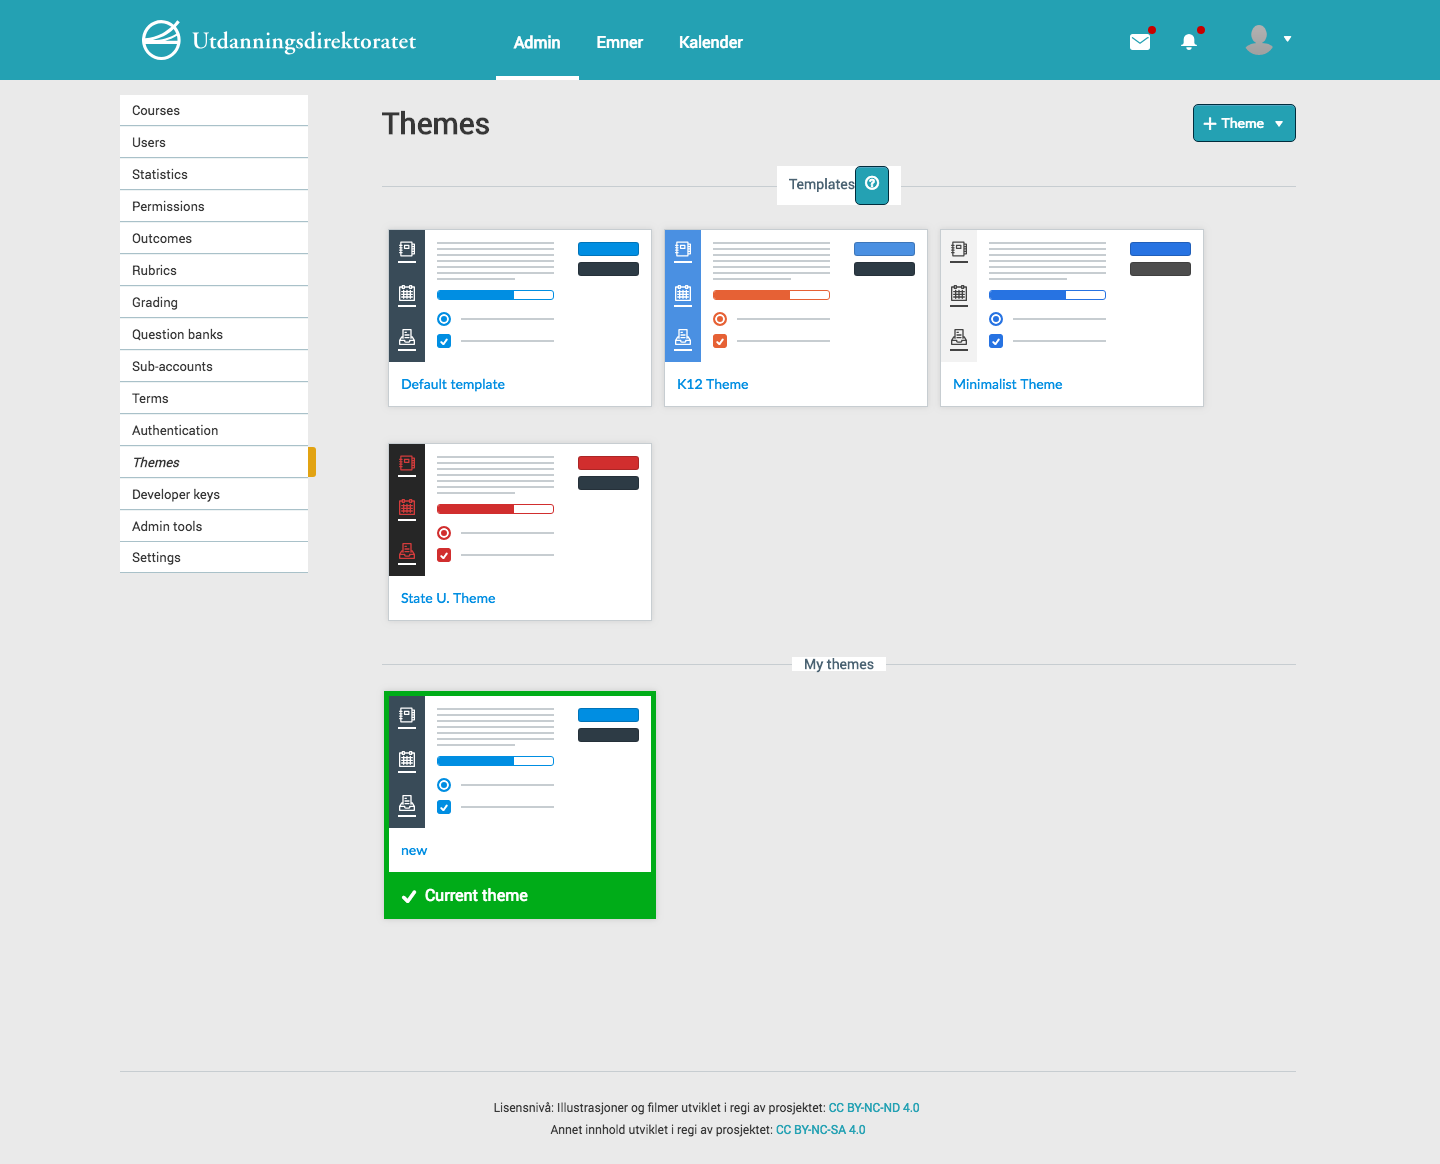 Utdanningsdirektoratet
Admin
Emner
Kalender
Courses
Users
Statistics
Permissions
Outcomes
Rubrics
Grading
Question banks
Sub-accounts
Terms
Authentication
Themes
Developer keys
Admin tools
Settings
Themes
+ Theme
Templates
Default template
K12 Theme
Minimalist Theme
State U. Theme
My themes
new
Current theme
Lisensnivå: Illustrasjoner og filmer utviklet i regi av prosjektet: CC BY-NC-ND 4.0
Annet innhold utviklet i regi av prosjektet: CC BY-NC-SA 4.0